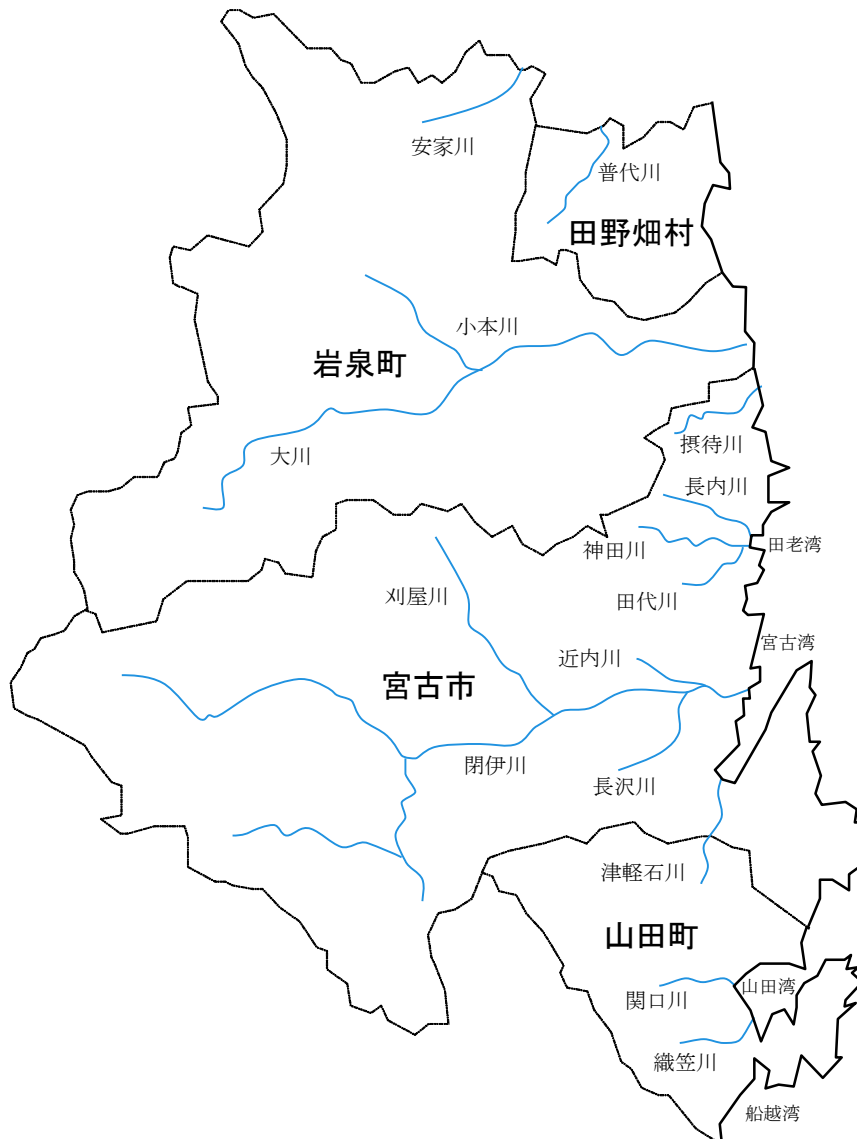 安家川
普代川
田野畑村
小本川
岩泉町
摂待川
大川
長内川
神田川
田老湾
刈屋川
田代川
宮古湾
近内川
宮古市
閉伊川
長沢川
津軽石川
山田町
山田湾
関口川
織笠川
船越湾